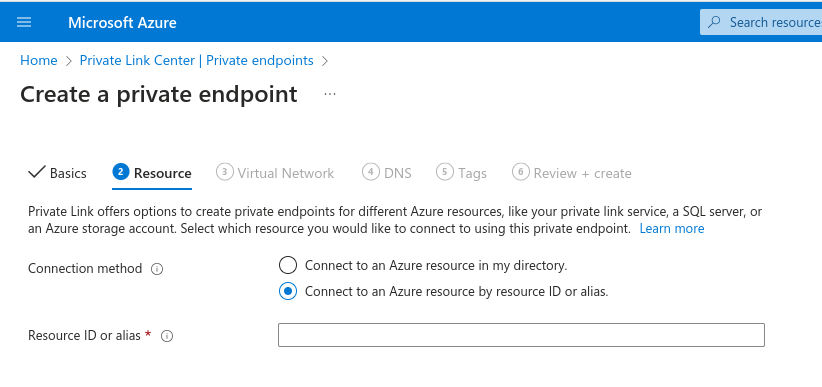 Microsoft Azure
Search resources
Home > Private Link Center | Private endpoints >
Create a private endpoint ...
Basics 2 Resource 3 Virtual Network 4 DNS 5 Tags 6 Review + create
Private Link offers options to create private endpoints for different Azure resources, like your private link service, a SQL server, or
an Azure storage account. Select which resource you would like to connect to using this private endpoint. Learn more
Connection method
Connect to an Azure resource in my directory.
Connect to an Azure resource by resource ID or alias.
Resource ID or alias *